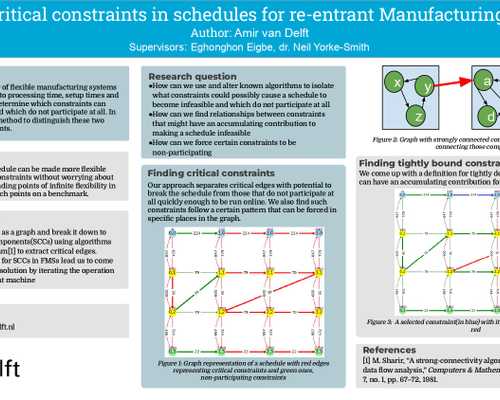 ritical constraints in schedules for re-entrant Manufacturing
Author: Amir van Delft
Supervisors: Eghonghon Eigbe, dr. Neil Yorke-Smith
of flexible manufacturing systems
to processing time, setup times and
etermine which constraints can
d which do not participate at all. In
method to distinguish these two
nts.
edule can be made more flexible
onstraints without worrying about
nding points of infinite flexibility in
ch points on a benchmark.
as a graph and break it down to
mponents(SCCs) using algorithms
am[1] to extract critical edges.
for SCCs in FMSs lead us to come
solution by iterating the operation
nt machine
lft.nl
lft
Research question
•How can we use and alter known algorithms to isolate
what constraints could possibly cause a schedule to
become infeasible and which do not participate at all
•How can we find relationships between constraints
that might have an accumulating contribution to
making a schedule infeasible
•How can we force certain constraints to be
non-participating
Finding critical constraints
Our approach separates critical edges with potential to
break the schedule from those that do not participate at
all quickly enough to be run online. We also find such
constraints follow a certain pattern that can be forced in
specific places in the graph.
Figure 1: Graph representation of a schedule with red edges
representing critical constraints and green ones,
non-participating constraints
x
y
z
a
d
Figure 2: Graph with strongly connected co
connecting those comp
Finding tightly bound constra
We come up with a definition for tightly de
can have an accumulating contribution fo
Figure 3: A selected constraint(in blue) with it
red
References
[1] M. Sharir, "A strong-connectivity algo
data flow analysis," Computers & Mathema
7, no. 1, pp. 67–72, 1981.